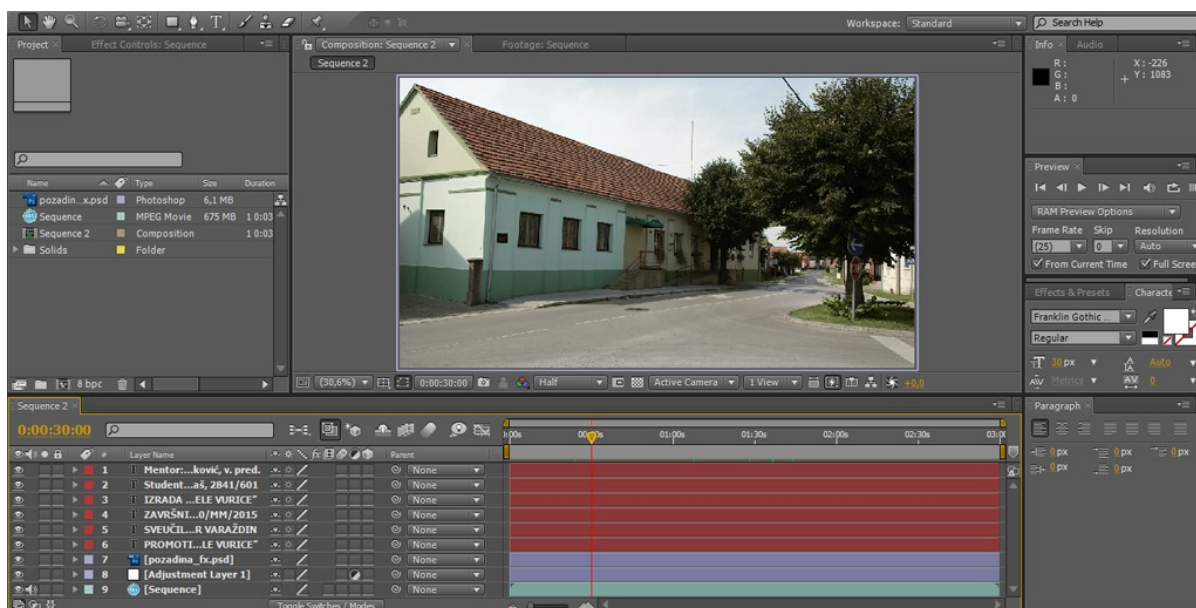 Workspace: Standard
Search Help
Project
Effect Controls: Sequence
Composition: Sequence 2
Footage: Sequence
Info
Audio
Sequence 2
R :
G :
B :
A : 0
X : -226
Y : 1083
Name
Type
Size
Duration
pozadin...x.psd
Photoshop
6,1 MB
Sequence
MPEG Movie
675 MB
1 0:03
Sequence 2
Composition
1 0:03
Solids
Folder
Preview
RAM Preview Options
Frame Rate Skip Resolution
(25) 0 Auto
From Current Time Full Scree
Effects & Presets
Characte
Franklin Gothic ...
Regular
30 px
Auto
Metrics
0
8 bpc
(30,6%)
0:00:30:00
Half
Active Camera
1 View
+0,0
Sequence 2
0:00:30:00
00s
01:00s
01:30s
02:00s
02:30s
Paragraph
0 px 0 px 0 px
0 px 0 px
# Layer Name
Parent
1 Mentor:...ković, v. pred. None
2 Student...aš, 2841/601 None
3 IZRADA ...ELE VURICE" None
4 ZAVRŠNI...0/MM/2015 None
5 SVEUČIL...R VARAŽDIN None
6 PROMOTI...LE VURICE" None
7 [pozadina_fx.psd] None
8 [Adjustment Layer 1] None
9 [Sequence] None
Toggle Switches / Modes